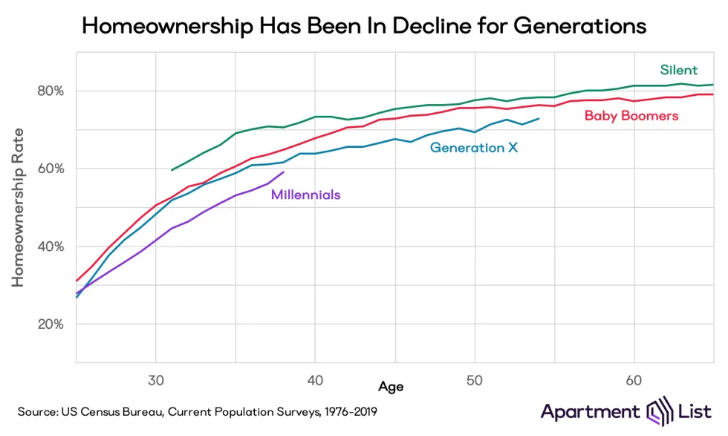 Homeownership Has Been In Decline for Generations
Homeownership Rate
80%
60%
40%
20%
Silent
Baby Boomers
Generation X
Millennials
30
40
50
60
Age
Source: US Census Bureau, Current Population Surveys, 1976-2019
Apartment List